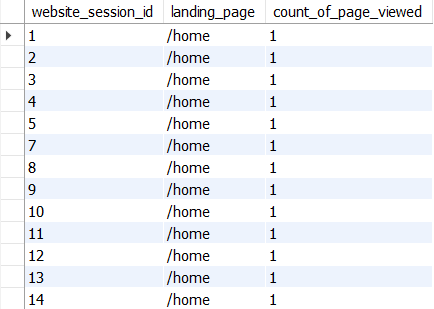 website_session_id landing_page count_of_page_viewed
1 /home 1
2 /home 1
3 /home 1
4 /home 1
5 /home 1
7 /home 1
8 /home 1
9 /home 1
10 /home 1
11 /home 1
12 /home 1
13 /home 1
14 /home 1